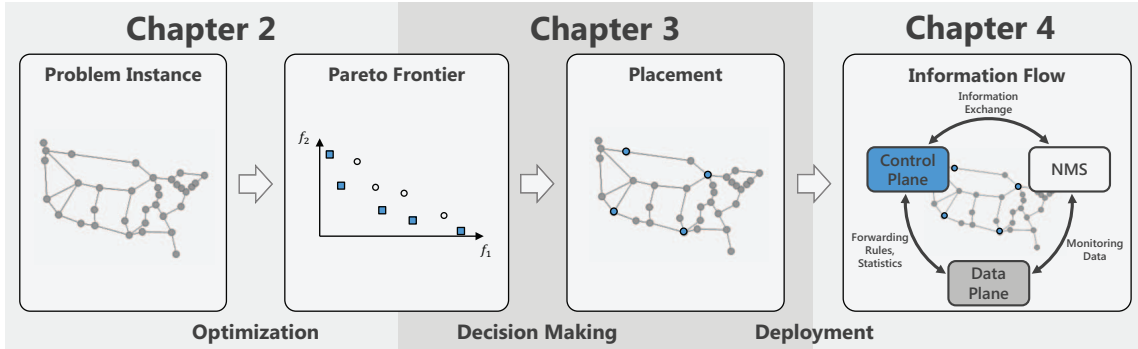 Chapter 2
Chapter 3
Chapter 4
Problem Instance
Pareto Frontier
f2
f1
Placement
Information Flow
Information
Exchange
Control
Plane
NMS
Forwarding
Rules,
Statistics
Monitoring
Data
Data
Plane
Optimization
Decision Making
Deployment